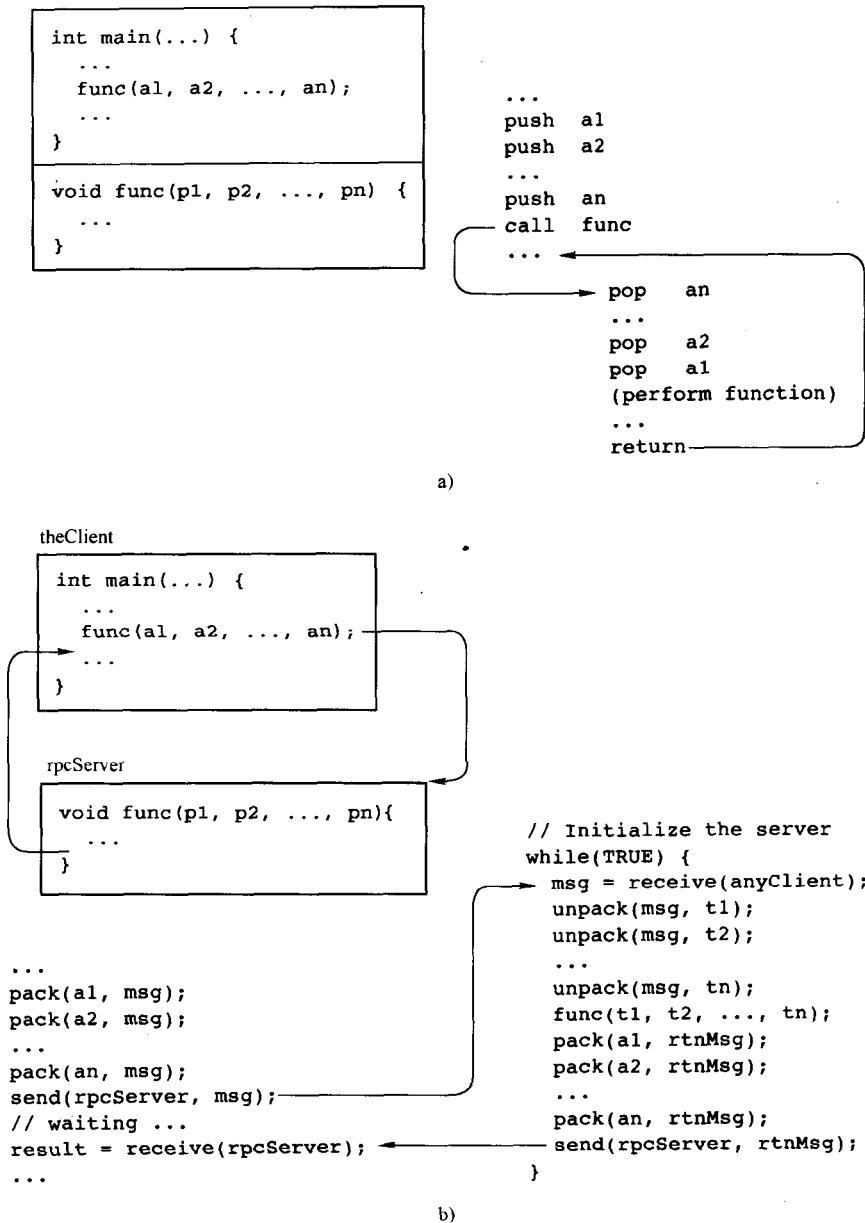 int main(...) {
...
func(a1, a2, ..., an);
...
}
void func(p1, p2, ..., pn) {
...
}
...
push a1
push a2
...
push an
call func
...
pop an
...
pop a2
pop a1
(perform function)
...
return
a)
theClient
int main(...) {
...
func(a1, a2, ..., an);
...
}
rpcServer
void func(p1, p2, ..., pn){
...
}
...
pack(a1, msg);
pack(a2, msg);
...
pack(an, msg);
send(rpcServer, msg);
// waiting ...
result = receive(rpcServer);
...
// Initialize the server
while(TRUE) {
msg = receive(anyClient);
unpack(msg, t1);
unpack(msg, t2);
...
unpack(msg, tn);
func(t1, t2, ..., tn);
pack(a1, rtnMsg);
pack(a2, rtnMsg);
...
pack(an, rtnMsg);
send(rpcServer, rtnMsg);
}
b)